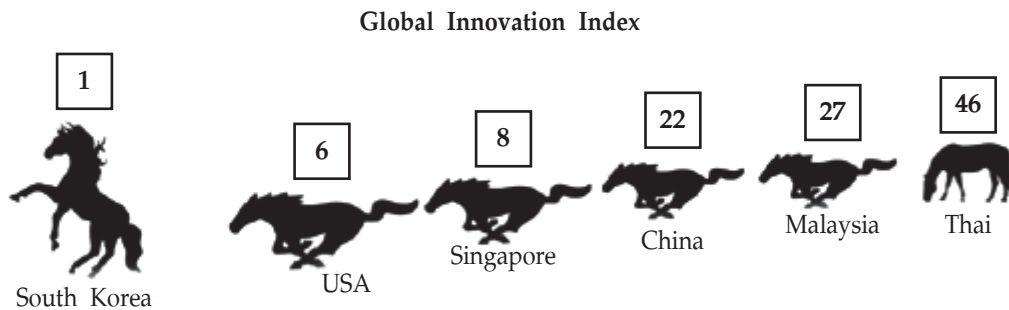 Global Innovation Index
1
6
8
22
27
46
South Korea
USA
Singapore
China
Malaysia
Thai